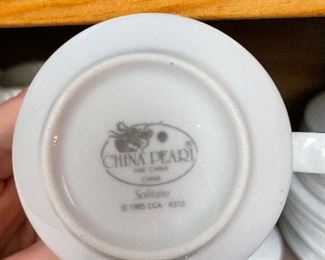 CHINA PEARL ®
FINE CHINA
CHINA
Solitaire
© 1985 CCA 4310